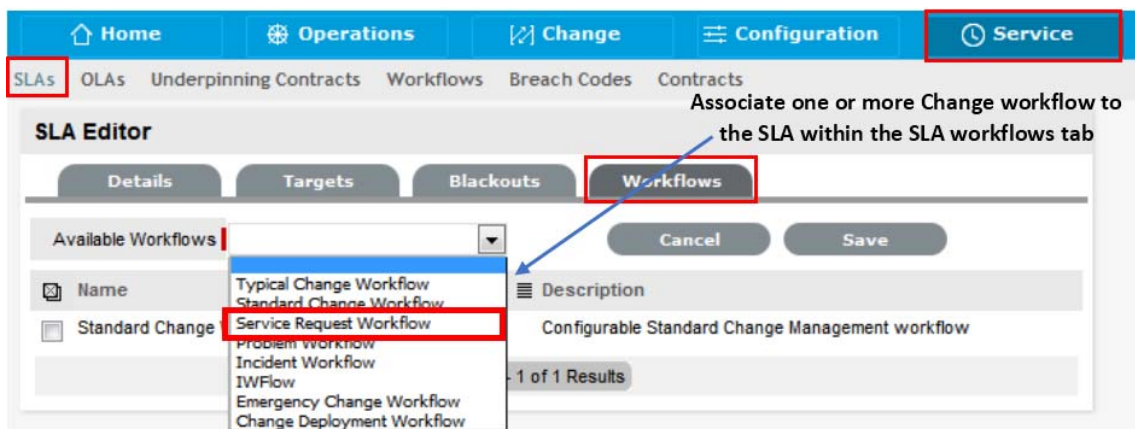 Home Operations Change Configuration Service
SLAs OLAs Underpinning Contracts Workflows Breach Codes Contracts
Associate one or more Change workflow to
the SLA within the SLA workflows tab
SLA Editor
Details Targets Blackouts Workflows
Available Workflows Cancel Save
Name Description
Typical Change Workflow
Standard Change Workflow
Service Request Workflow
Problem Workflow
Incident Workflow
IWFlow
Emergency Change Workflow
Change Deployment Workflow
Standard Change Configurable Standard Change Management workflow
1 of 1 Results